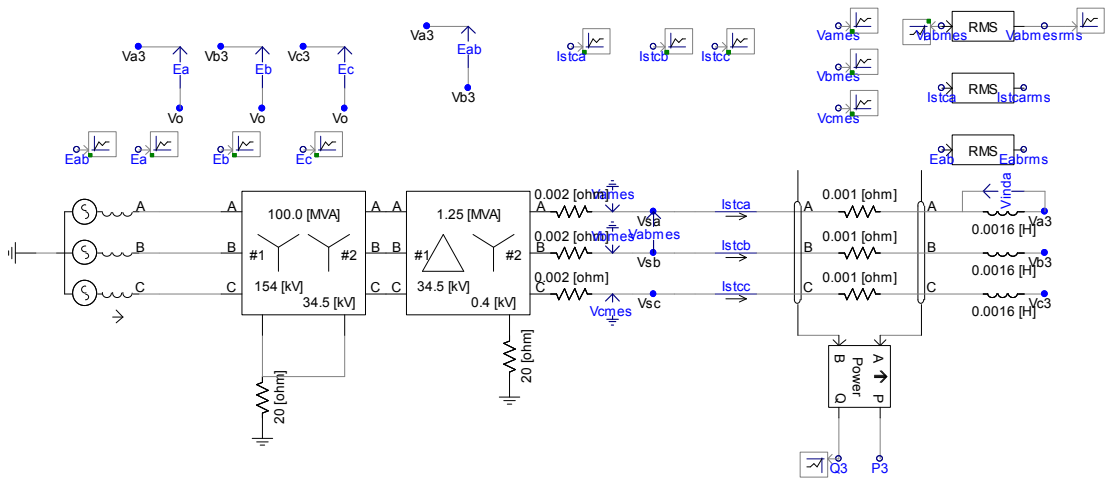 Va3
Vb3
Vc3
Ea
Eb
Ec
Vo
Vo
Vo
Va3
Eab
Vb3
Eab
Ea
Eb
Ec
Istca
Istcb
Istcc
Vames
Vbmes
Vcmes
Vabmes
RMS
Vabmesrms
Istca
RMS
Istcarms
Eab
RMS
Eabrms
A
B
C
A
B
C
100.0 [MVA]
#1
#2
154 [kV]
34.5 [kV]
A
B
C
A
B
C
1.25 [MVA]
#1
#2
34.5 [kV]
0.4 [kV]
A
B
C
20 [ohm]
20 [ohm]
0.002 [ohm]
0.002 [ohm]
0.002 [ohm]
Vames
Vbmes
Vcmes
Vsa
Vabmes
Vsb
Vsc
Istca
Istcb
Istcc
A
B
C
0.001 [ohm]
0.001 [ohm]
0.001 [ohm]
A
B
C
Vinda
0.0016 [H]
0.0016 [H]
0.0016 [H]
Va3
Vb3
Vc3
B
A
Power
Q
P
Q3
P3